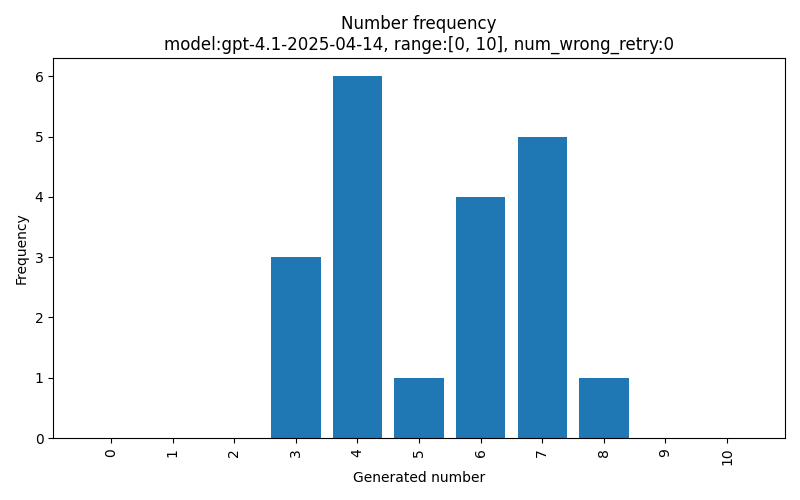 Number frequency
model:gpt-4.1-2025-04-14, range:[0, 10], num_wrong_retry:0
6
5
4
3
2
1
0
Frequency
0 1 2 3 4 5 6 7 8 9 10
Generated number